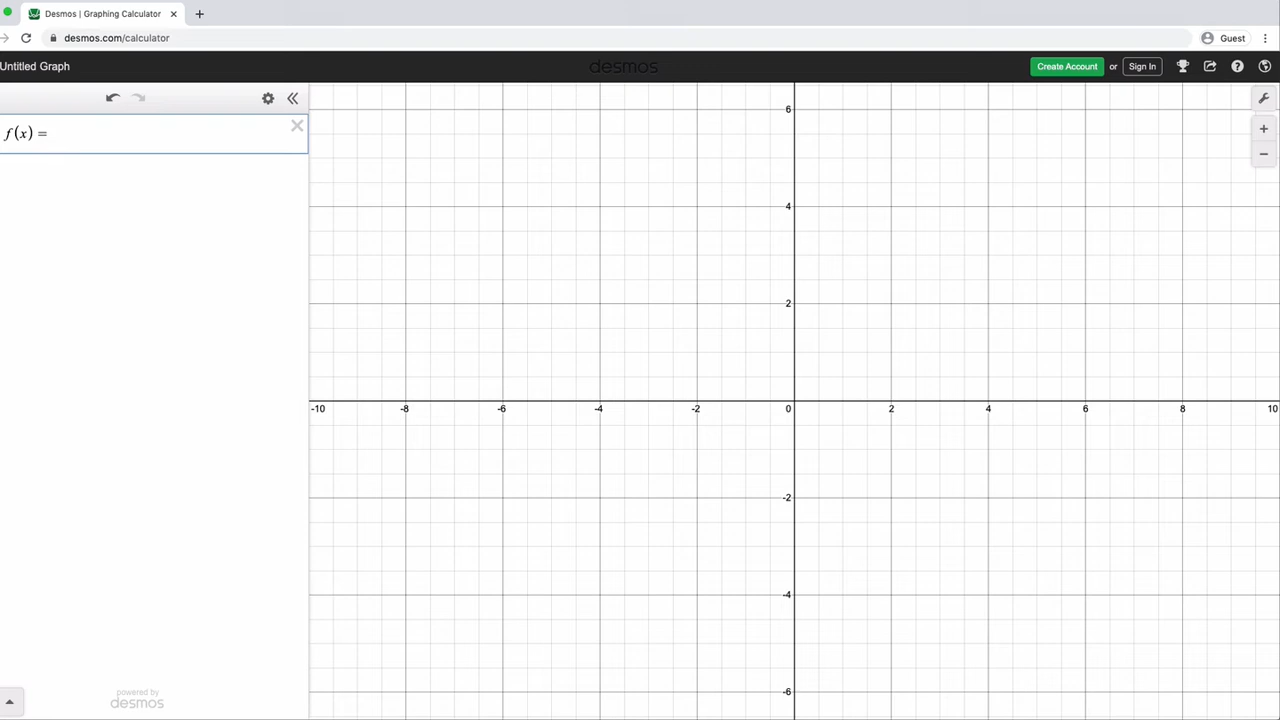 Desmos | Graphing Calculator
desmos.com/calculator
Guest
Untitled Graph
desmos
Create Account or Sign In
f(x) =
6
4
2
-10 -8 -6 -4 -2 0 2 4 6 8 10
-2
-4
-6
powered by
desmos